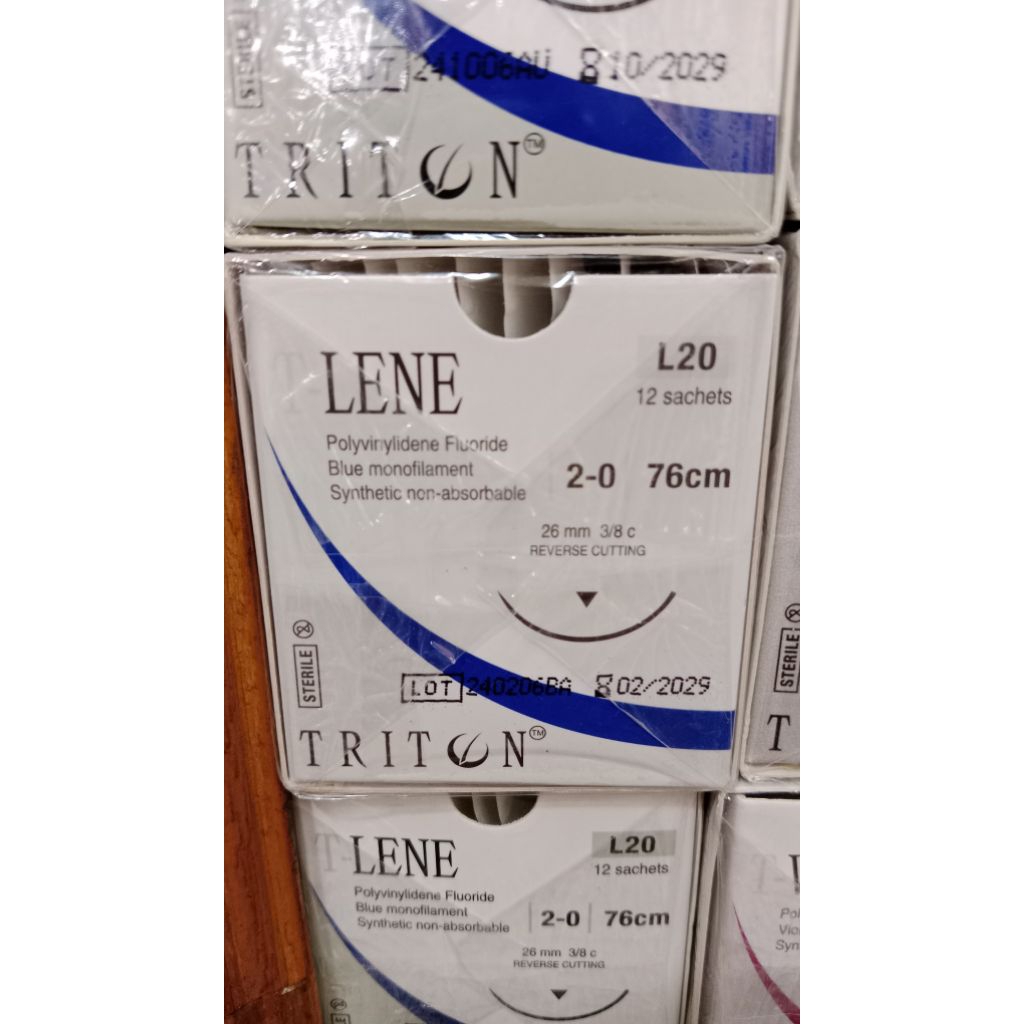 LOT 241006AU 10/2029
TRITON™
T-LENE
L20
12 sachets
Polyvinylidene Fluoride
Blue monofilament
Synthetic non-absorbable
2-0 76cm
26 mm 3/8 c
REVERSE CUTTING
STERILE
LOT 240206BA 02/2029
TRITON™
STERILE
T
T-LENE
L20
12 sachets
Polyvinylidene Fluoride
Blue monofilament
Synthetic non-absorbable
2-0 76cm
26 mm 3/8 c
REVERSE CUTTING